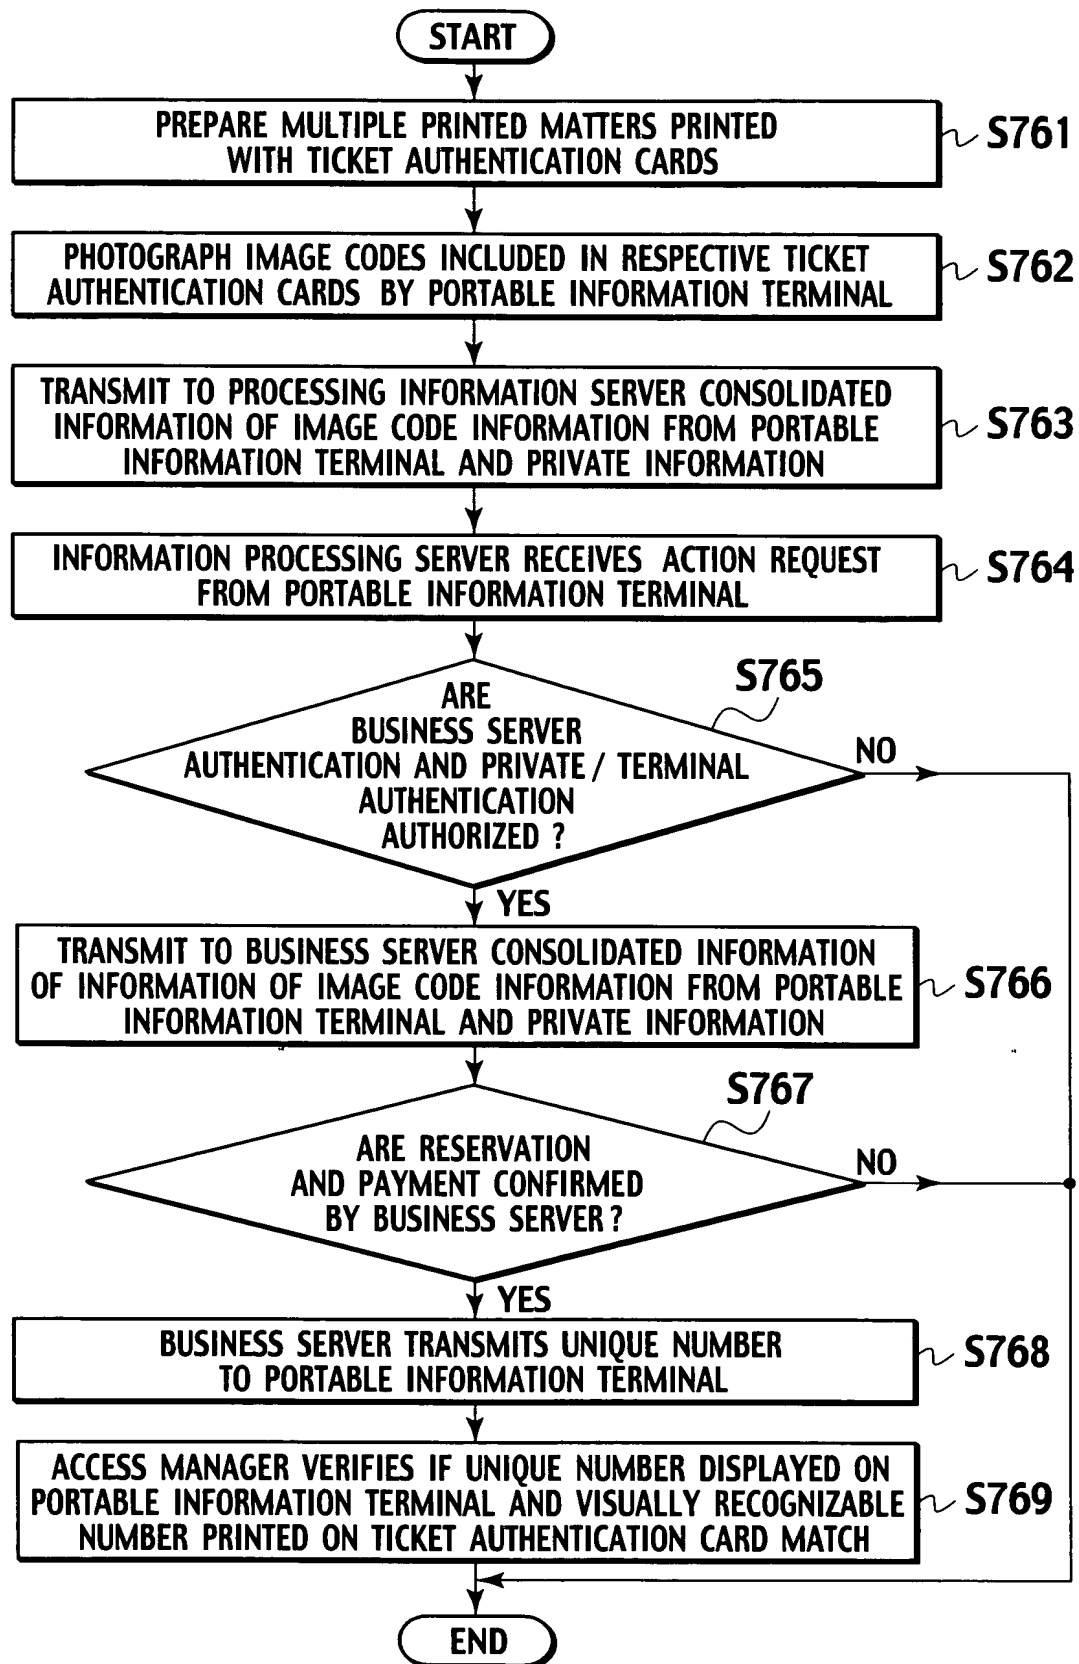 START
PREPARE MULTIPLE PRINTED MATTERS PRINTED
WITH TICKET AUTHENTICATION CARDS
S761
PHOTOGRAPH IMAGE CODES INCLUDED IN RESPECTIVE TICKET
AUTHENTICATION CARDS BY PORTABLE INFORMATION TERMINAL
S762
TRANSMIT TO PROCESSING INFORMATION SERVER CONSOLIDATED
INFORMATION OF IMAGE CODE INFORMATION FROM PORTABLE
INFORMATION TERMINAL AND PRIVATE INFORMATION
S763
INFORMATION PROCESSING SERVER RECEIVES ACTION REQUEST
FROM PORTABLE INFORMATION TERMINAL
S764
S765
ARE
BUSINESS SERVER
AUTHENTICATION AND PRIVATE / TERMINAL
AUTHENTICATION
AUTHORIZED ?
NO
YES
TRANSMIT TO BUSINESS SERVER CONSOLIDATED INFORMATION
OF INFORMATION OF IMAGE CODE INFORMATION FROM PORTABLE
INFORMATION TERMINAL AND PRIVATE INFORMATION
S766
S767
ARE RESERVATION
AND PAYMENT CONFIRMED
BY BUSINESS SERVER ?
NO
YES
BUSINESS SERVER TRANSMITS UNIQUE NUMBER
TO PORTABLE INFORMATION TERMINAL
S768
ACCESS MANAGER VERIFIES IF UNIQUE NUMBER DISPLAYED ON
PORTABLE INFORMATION TERMINAL AND VISUALLY RECOGNIZABLE
NUMBER PRINTED ON TICKET AUTHENTICATION CARD MATCH
S769
END